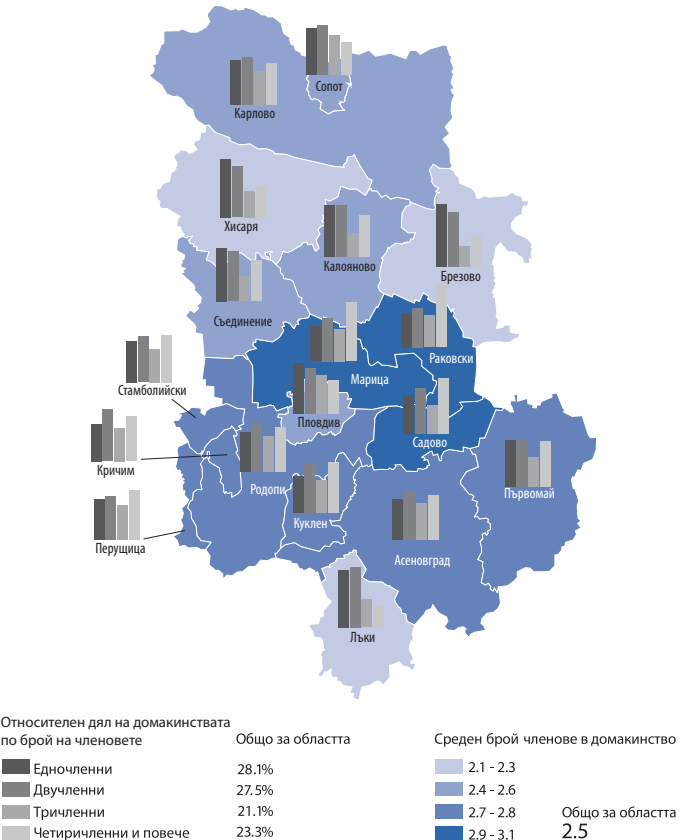 Сопот
Карлово
Хисаря
Калояново
Брезово
Съединение
Раковски
Марица
Стамболийски
Пловдив
Садово
Кричим
Родопи
Първомай
Куклен
Перущица
Асеновград
Лъки
Относителен дял на домакинствата
по брой на членовете
Общо за областта
Едночленни 28.1%
Двучленни 27.5%
Тричленни 21.1%
Четиричленни и повече 23.3%
Среден брой членове в домакинство
2.1 - 2.3
2.4 - 2.6
2.7 - 2.8
2.9 - 3.1
Общо за областта
2.5